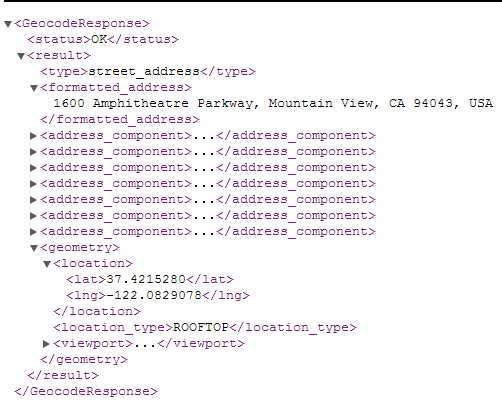 <GeocodeResponse>
<status>OK</status>
<result>
<type>street_address</type>
<formatted_address>
1600 Amphitheatre Parkway, Mountain View, CA 94043, USA
</formatted_address>
<address_component>...</address_component>
<address_component>...</address_component>
<address_component>...</address_component>
<address_component>...</address_component>
<address_component>...</address_component>
<address_component>...</address_component>
<address_component>...</address_component>
<geometry>
<location>
<lat>37.4215280</lat>
<lng>-122.0829078</lng>
</location>
<location_type>ROOFTOP</location_type>
<viewport>...</viewport>
</geometry>
</result>
</GeocodeResponse>